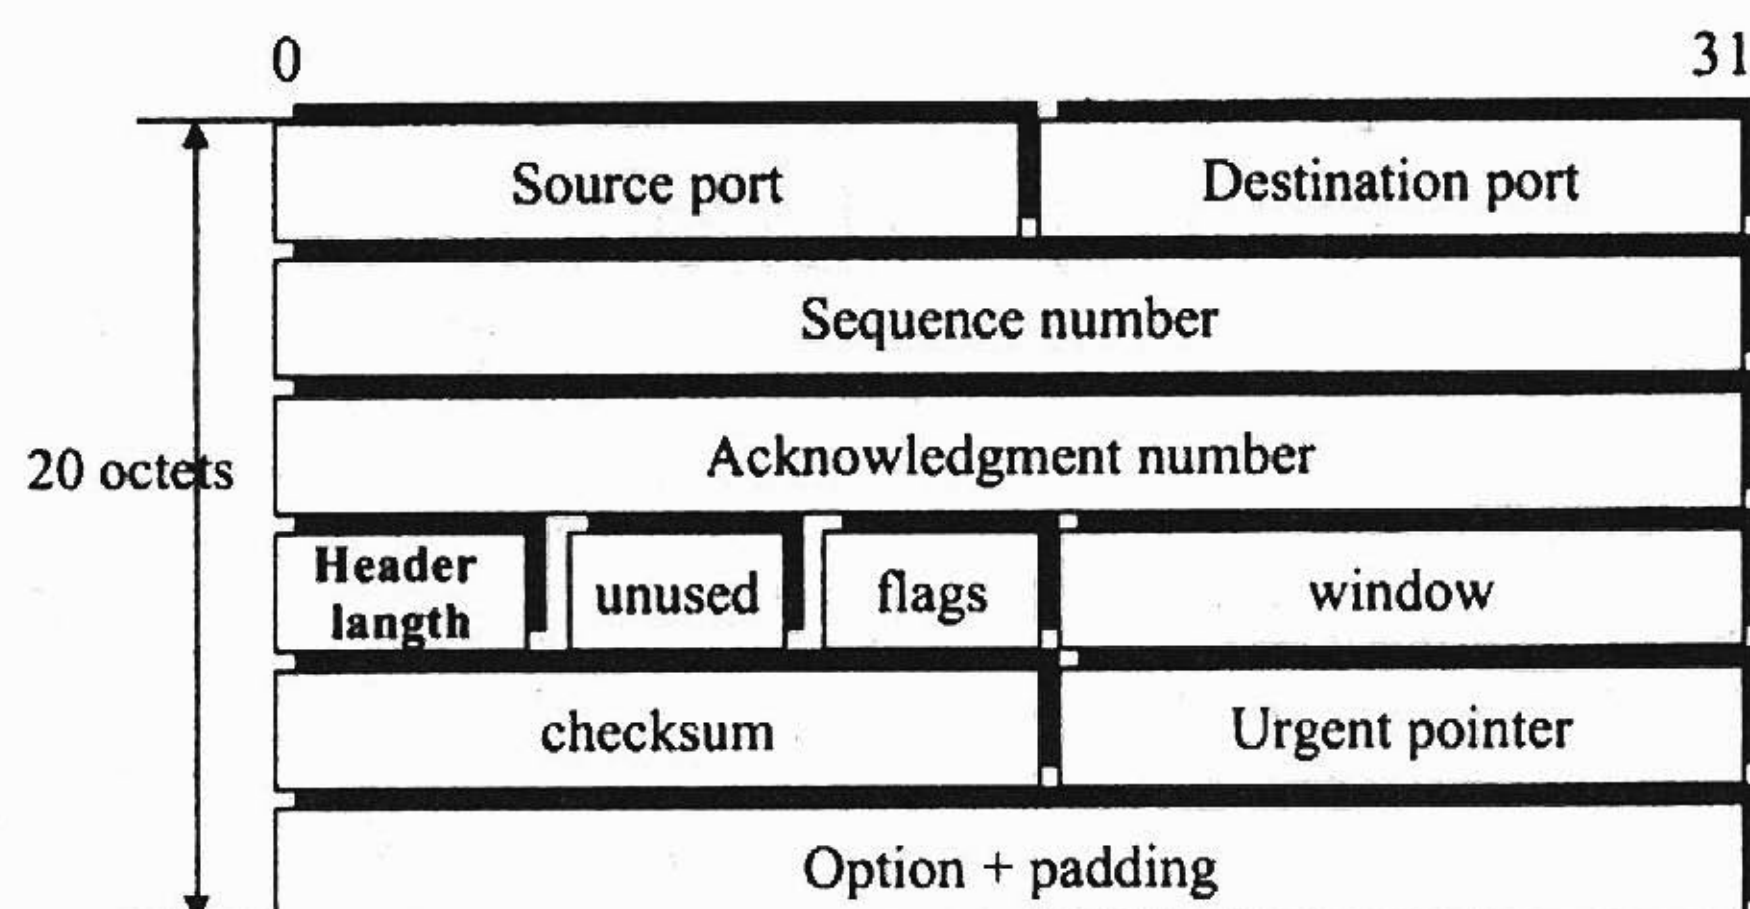 0 31
Source port Destination port
Sequence number
Acknowledgment number
20 octets
Header
langth
unused flags window
checksum Urgent pointer
Option + padding